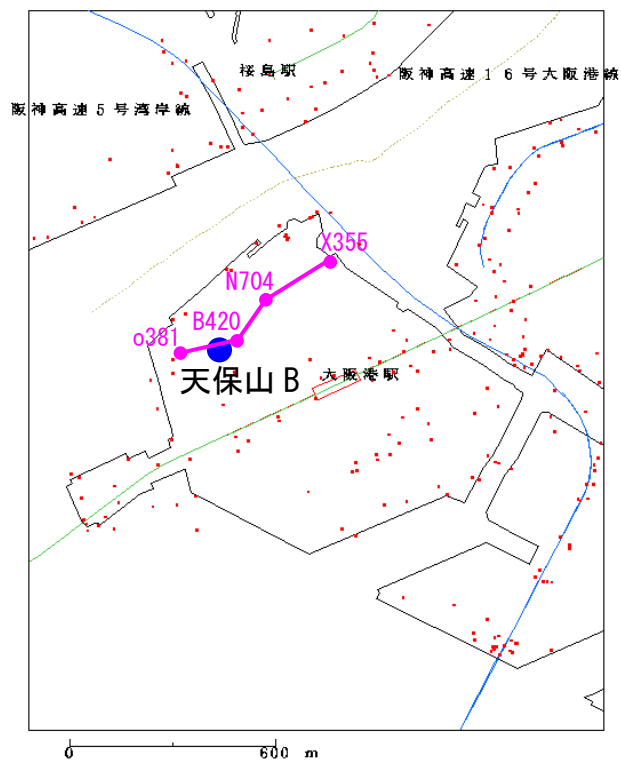 桜島駅
阪神高速16号大阪港線
阪神高速5号湾岸線
X355
N704
B420
o381
天保山B
大阪港駅
0 600 m